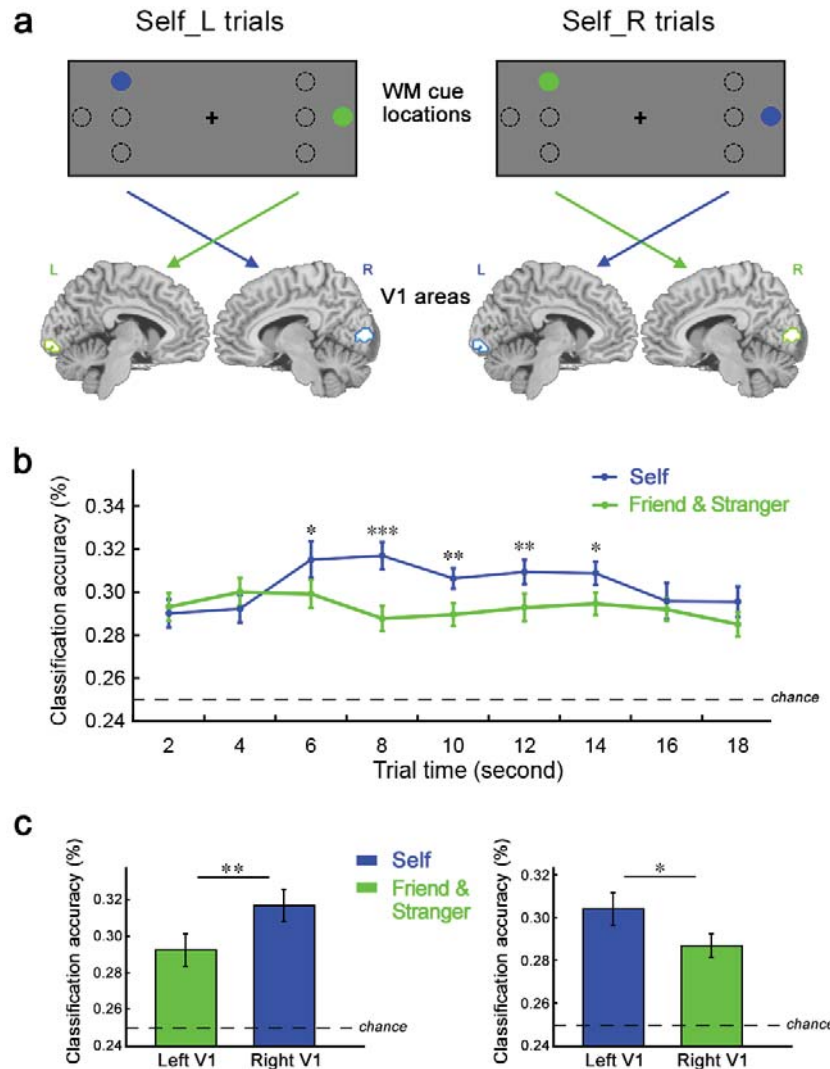 a
Self_L trials
Self_R trials
WM cue
locations
+
+
L
R
V1 areas
L
R
b
Classification accuracy (%)
0.34
0.32
0.30
0.28
0.26
0.24
Self
Friend & Stranger
*
***
**
**
*
chance
2 4 6 8 10 12 14 16 18
Trial time (second)
c
Classification accuracy (%)
0.32
0.30
0.28
0.26
0.24
**
chance
Left V1 Right V1
Self
Friend &
Stranger
Classification accuracy (%)
0.32
0.30
0.28
0.26
0.24
*
chance
Left V1 Right V1